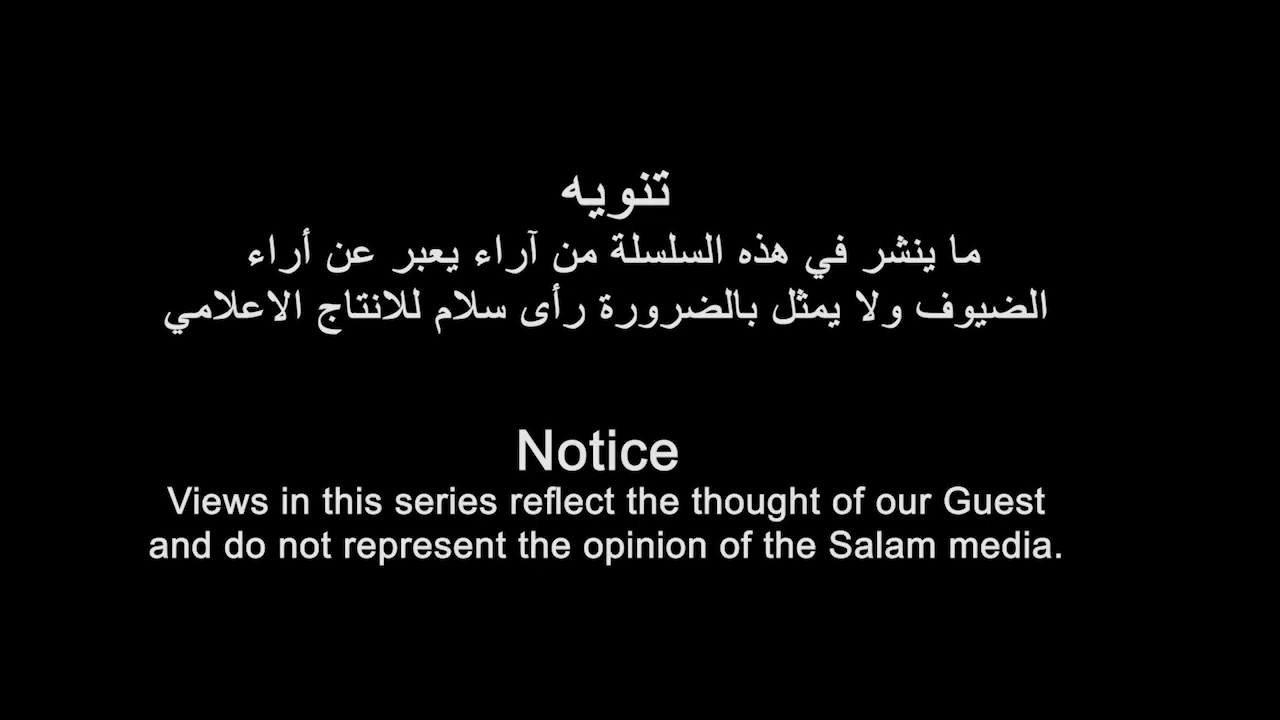 تنويه
ما ينشر في هذه السلسلة من آراء يعبر عن أراء
الضيوف ولا يمثل بالضرورة رأى سلام للانتاج الاعلامي
Notice
Views in this series reflect the thought of our Guest
and do not represent the opinion of the Salam media.